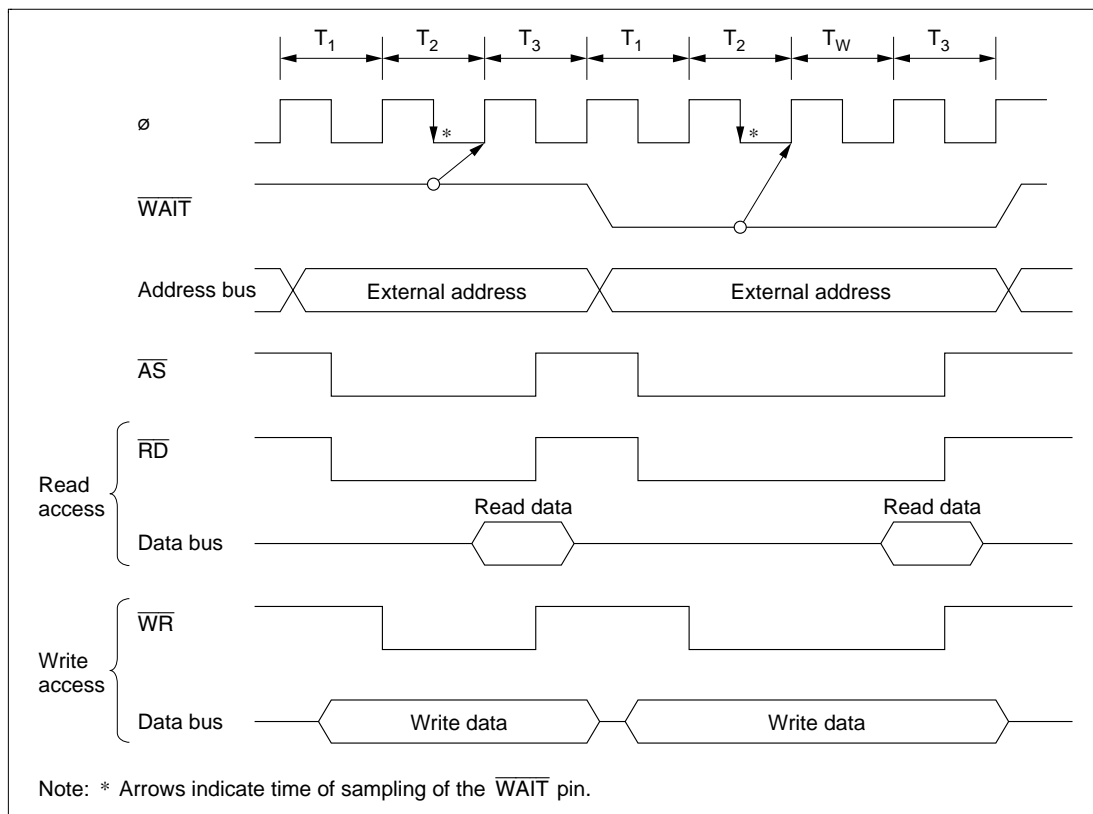 T1 T2 T3 T1 T2 TW T3
ø
* *
WAIT
Address bus External address External address
AS
RD
Read access
Read data Read data
Data bus
WR
Write access
Data bus Write data Write data
Note: * Arrows indicate time of sampling of the WAIT pin.